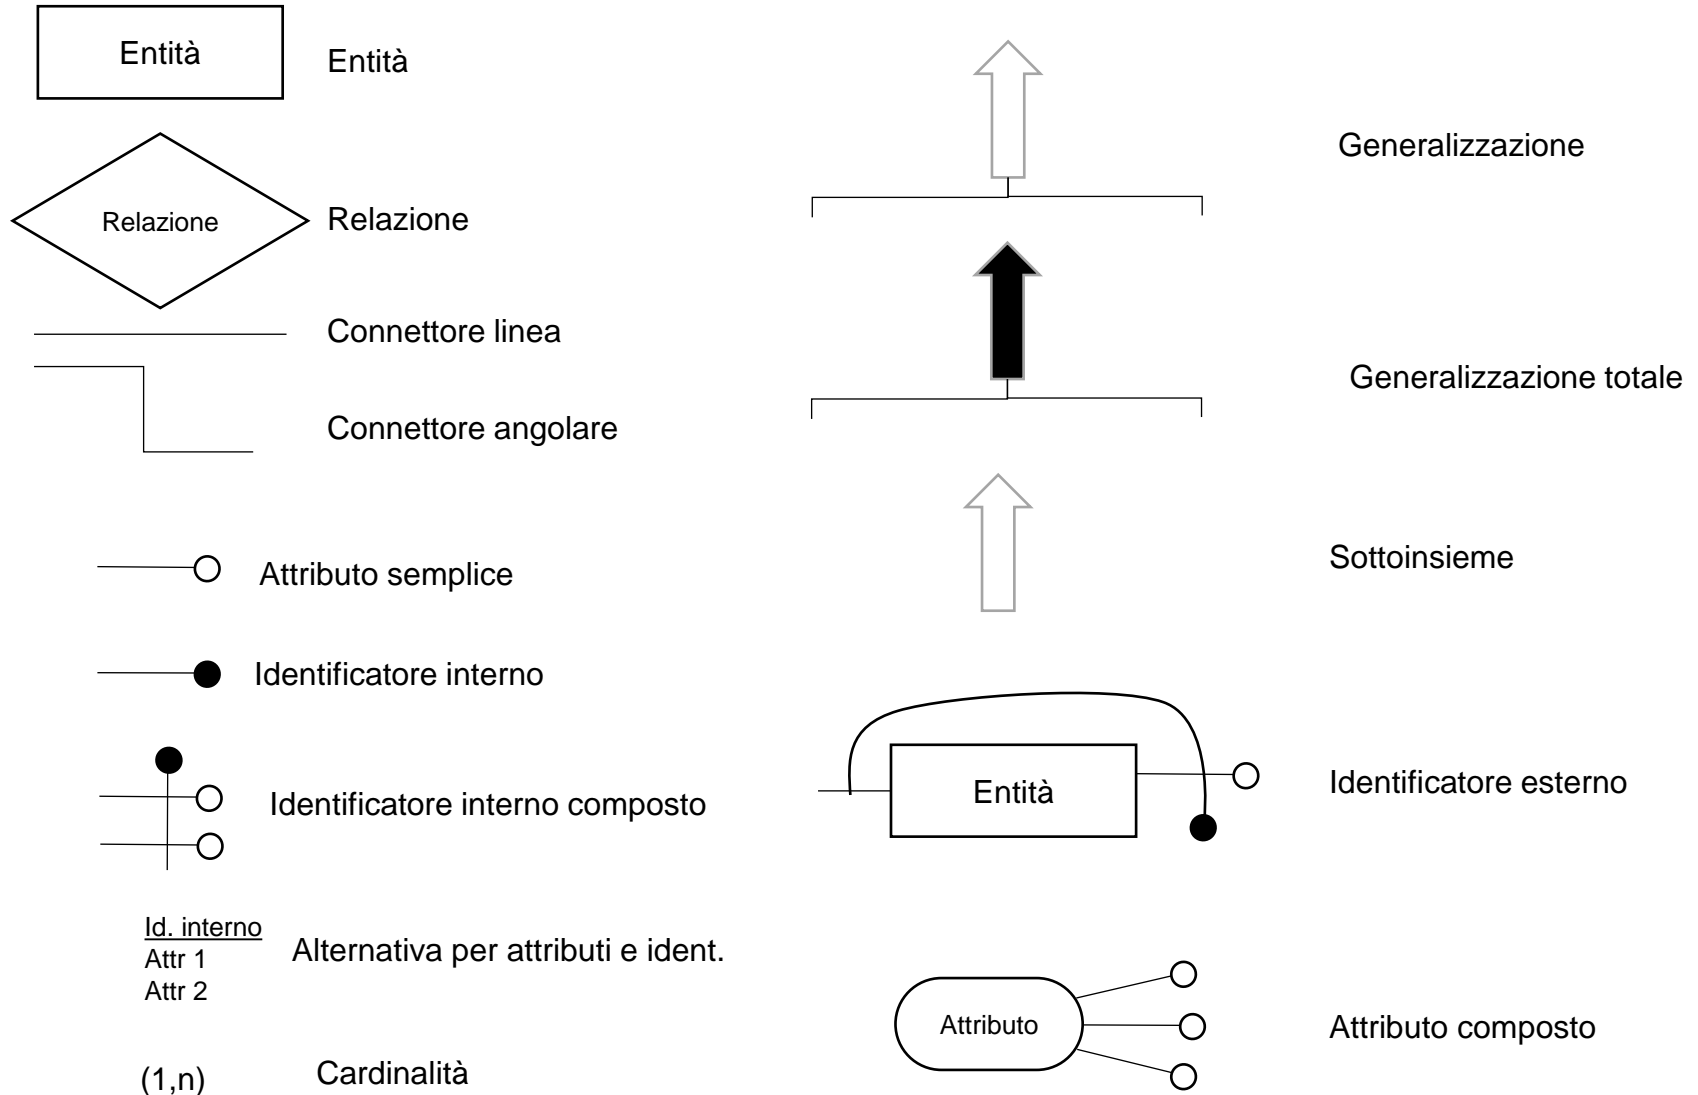 Entità
Entità
Relazione
Relazione
Connettore linea
Connettore angolare
Attributo semplice
Identificatore interno
Identificatore interno composto
Id. interno
Attr 1
Attr 2
Alternativa per attributi e ident.
(1,n)
Cardinalità
Generalizzazione
Generalizzazione totale
Sottoinsieme
Entità
Identificatore esterno
Attributo
Attributo composto